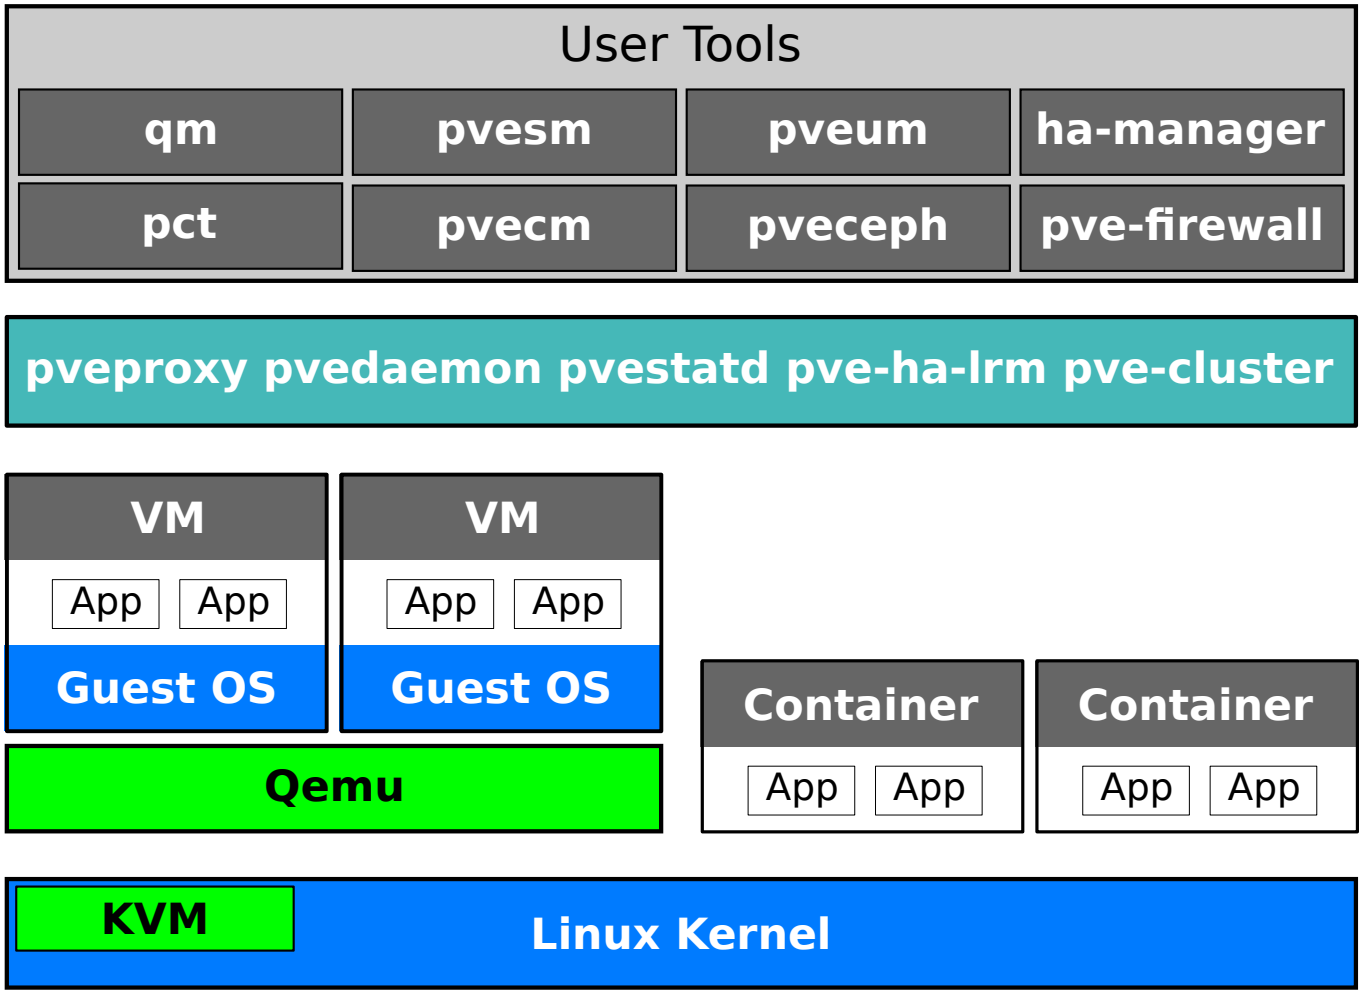 User Tools
qm pvesm pveum ha-manager
pct pvecm pveceph pve-firewall
pveproxy pvedaemon pvestatd pve-ha-lrm pve-cluster
VM VM
App App App App
Guest OS Guest OS
Container Container
Qemu
App App App App
KVM
Linux Kernel